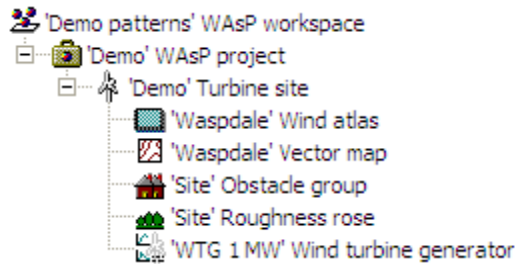 'Demo patterns' WAsP workspace
'Demo' WAsP project
'Demo' Turbine site
'Waspdale' Wind atlas
'Waspdale' Vector map
'Site' Obstacle group
'Site' Roughness rose
'WTG 1 MW' Wind turbine generator